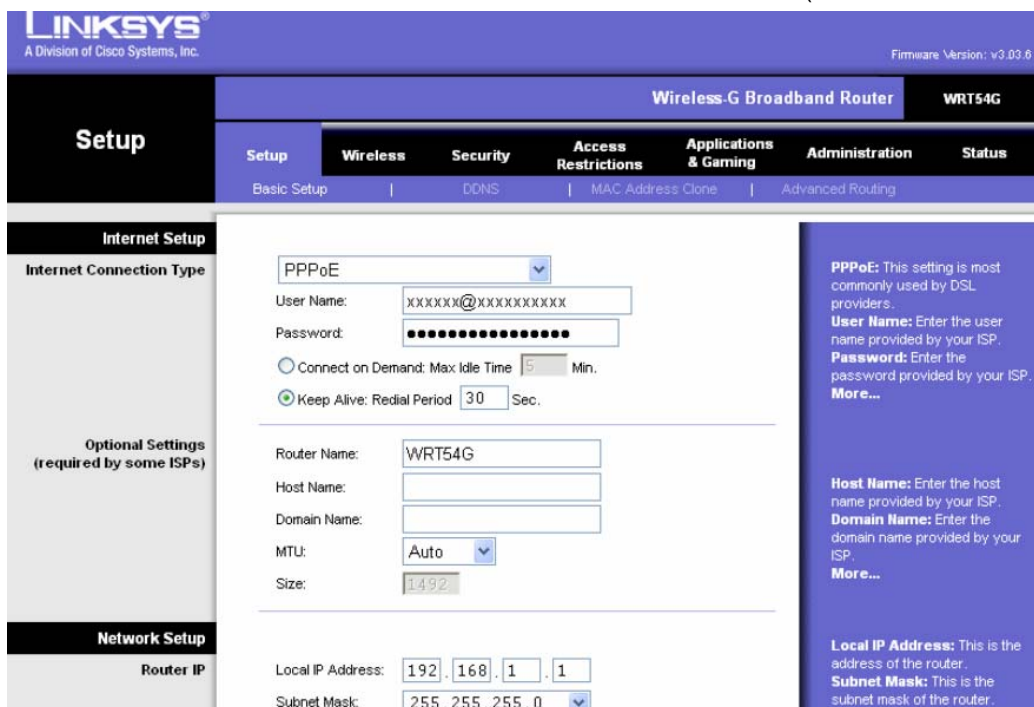 LINKSYS®
A Division of Cisco Systems, Inc.
Firmware Version: v3.03.6
Wireless-G Broadband Router WRT54G
Setup
Setup Wireless Security Access Restrictions Applications & Gaming Administration Status
Basic Setup | DDNS | MAC Address Clone | Advanced Routing
Internet Setup
Internet Connection Type
PPPoE
User Name: xxxxxx@xxxxxxxxxx
Password: ●●●●●●●●●●●●●●●●
Connect on Demand: Max Idle Time 5 Min.
Keep Alive: Redial Period 30 Sec.
Optional Settings
(required by some ISPs)
Router Name: WRT54G
Host Name:
Domain Name:
MTU: Auto
Size: 1492
Network Setup
Router IP
Local IP Address: 192 . 168 . 1 . 1
Subnet Mask: 255.255.255.0
PPPoE: This setting is most
commonly used by DSL
providers.
User Name: Enter the user
name provided by your ISP.
Password: Enter the
password provided by your ISP.
More...
Host Name: Enter the host
name provided by your ISP.
Domain Name: Enter the
domain name provided by your
ISP.
More...
Local IP Address: This is the
address of the router.
Subnet Mask: This is the
subnet mask of the router.